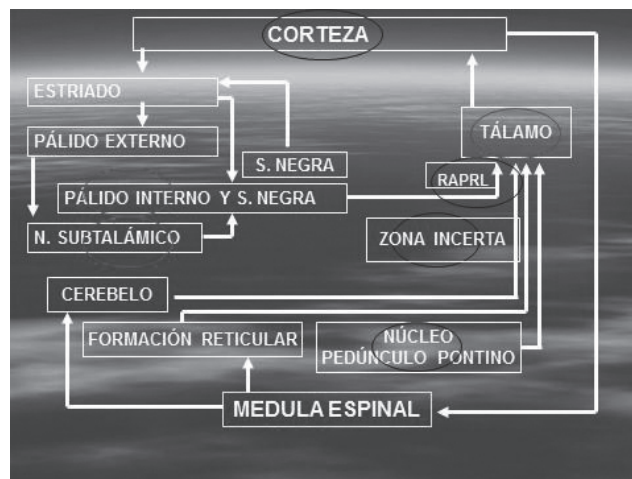 CORTEZA
ESTRIADO
PÁLIDO EXTERNO
TÁLAMO
S. NEGRA
RAPRL
PÁLIDO INTERNO Y S. NEGRA
N. SUBTALÁMICO
ZONA INCERTA
CEREBELO
FORMACIÓN RETICULAR
NÚCLEO
PEDÚNCULO PONTINO
MEDULA ESPINAL